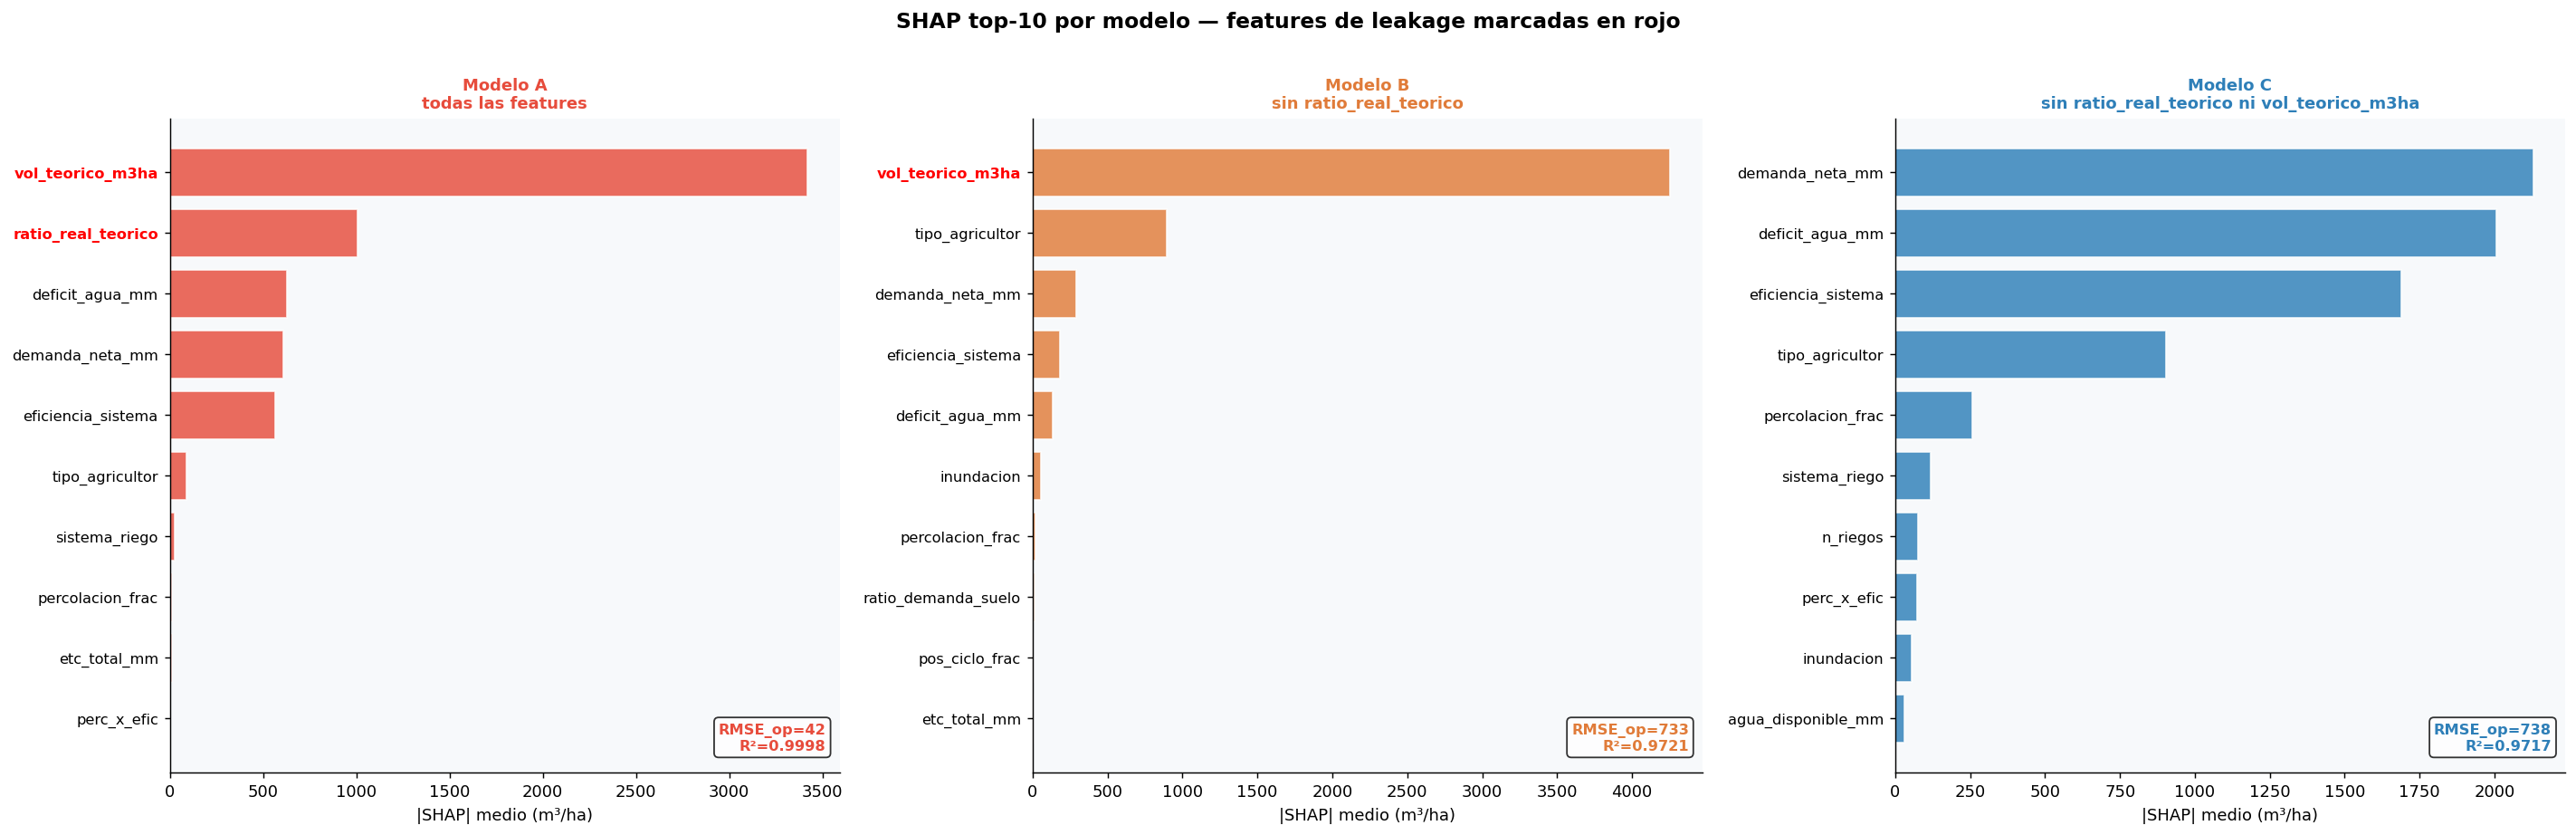 SHAP top-10 por modelo — features de leakage marcadas en rojo
Modelo A
todas las features
vol_teorico_m3ha
ratio_real_teorico
deficit_agua_mm
demanda_neta_mm
eficiencia_sistema
tipo_agricultor
sistema_riego
percolacion_frac
etc_total_mm
perc_x_efic
RMSE_op=42
R²=0.9998
0 500 1000 1500 2000 2500 3000 3500
|SHAP| medio (m³/ha)
Modelo B
sin ratio_real_teorico
vol_teorico_m3ha
tipo_agricultor
demanda_neta_mm
eficiencia_sistema
deficit_agua_mm
inundacion
percolacion_frac
ratio_demanda_suelo
pos_ciclo_frac
etc_total_mm
RMSE_op=733
R²=0.9721
0 500 1000 1500 2000 2500 3000 3500 4000
|SHAP| medio (m³/ha)
Modelo C
sin ratio_real_teorico ni vol_teorico_m3ha
demanda_neta_mm
deficit_agua_mm
eficiencia_sistema
tipo_agricultor
percolacion_frac
sistema_riego
n_riegos
perc_x_efic
inundacion
agua_disponible_mm
RMSE_op=738
R²=0.9717
0 250 500 750 1000 1250 1500 1750 2000
|SHAP| medio (m³/ha)